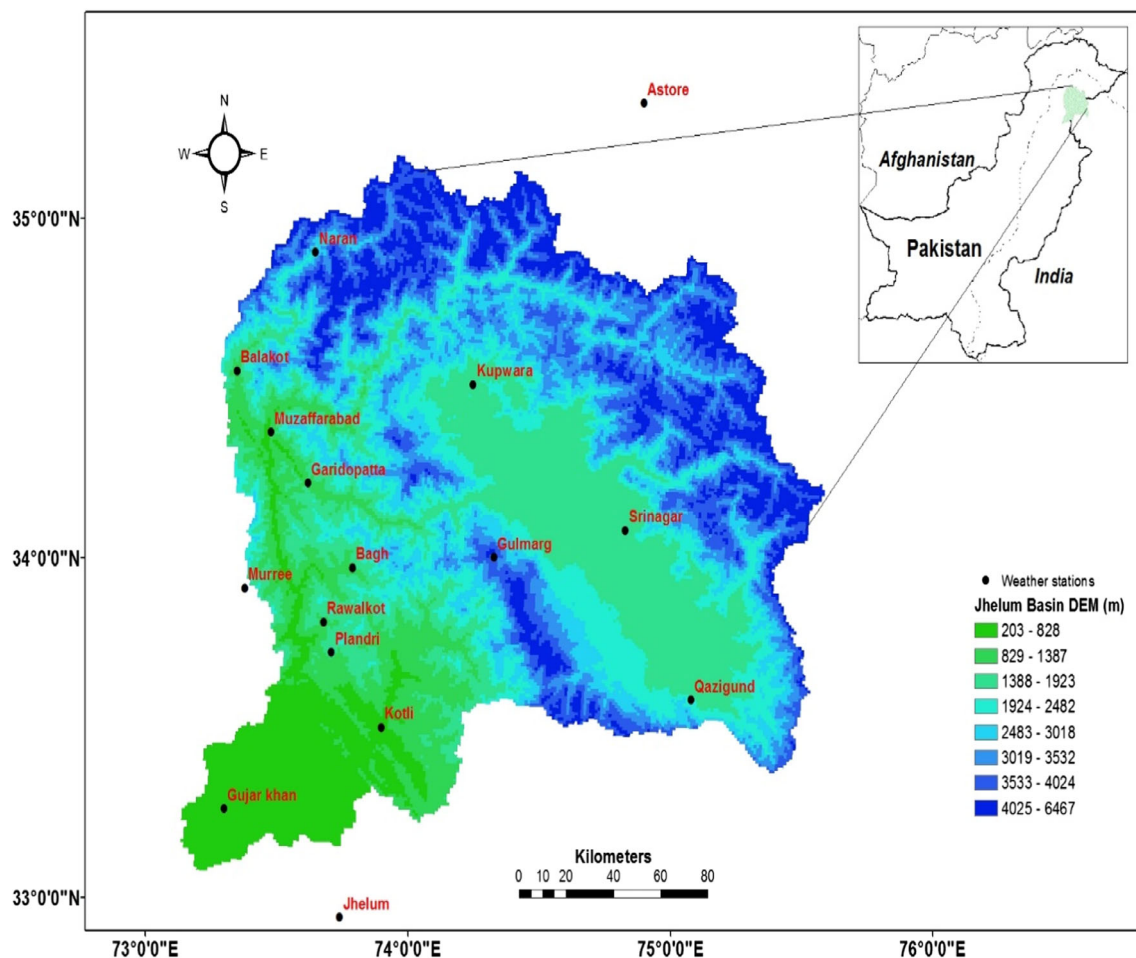 Astore
N
W E
S
Afghanistan
Pakistan
India
35°0'0"N
Naran
Balakot
Kupwara
Muzaffarabad
Garidopatta
Srinagar
34°0'0"N
Gulmarg
Bagh
Murree
Rawalkot
Plandri
Qazigund
Kotli
Gujar khan
Weather stations
Jhelum Basin DEM (m)
203 - 828
829 - 1387
1388 - 1923
1924 - 2482
2483 - 3018
3019 - 3532
3533 - 4024
4025 - 6467
Kilometers
0 10 20 40 60 80
33°0'0"N
Jhelum
73°0'0"E 74°0'0"E 75°0'0"E 76°0'0"E